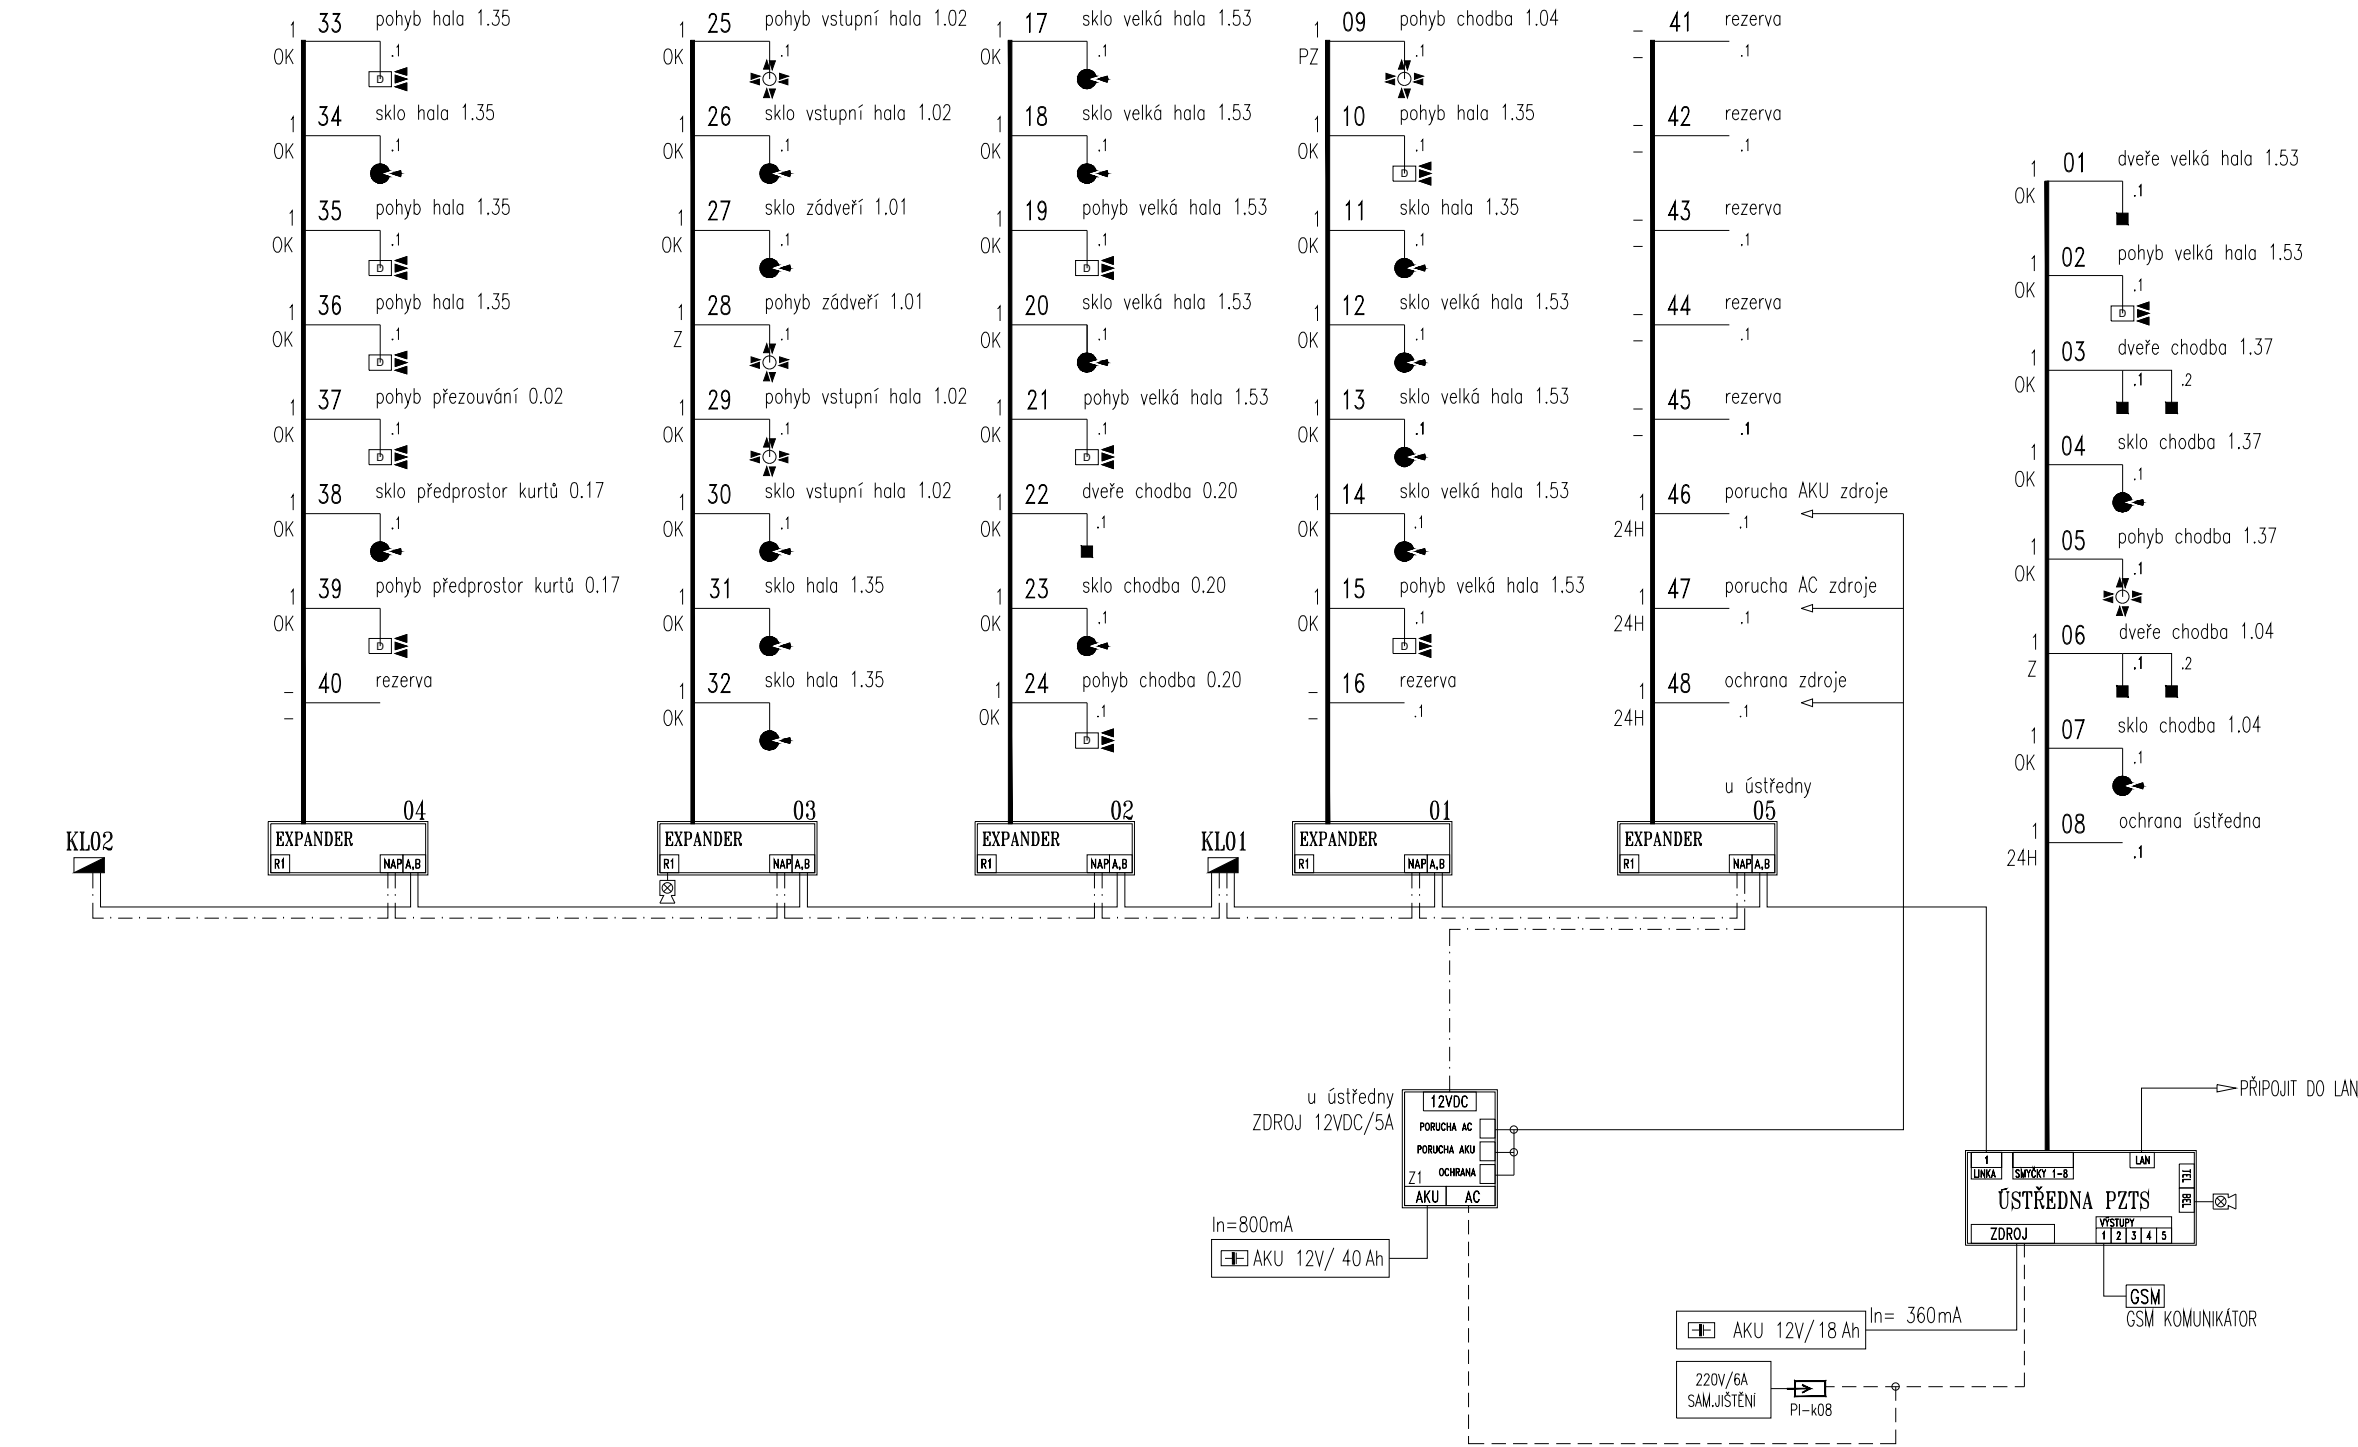 33 pohyb hala 1.35
1
OK
.1
D
34 sklo hala 1.35
1
OK
.1
35 pohyb hala 1.35
1
OK
.1
D
36 pohyb hala 1.35
1
OK
.1
D
37 pohyb přezouvání 0.02
1
OK
.1
D
38 sklo předprostor kurtů 0.17
1
OK
.1
39 pohyb předprostor kurtů 0.17
1
OK
.1
D
40 rezerva
–
–
04
EXPANDER
R1 NAP A,B
KL02
25 pohyb vstupní hala 1.02
1
OK
.1
26 sklo vstupní hala 1.02
1
OK
.1
27 sklo zádveří 1.01
1
OK
.1
28 pohyb zádveří 1.01
1
Z
.1
29 pohyb vstupní hala 1.02
1
OK
.1
30 sklo vstupní hala 1.02
1
OK
.1
31 sklo hala 1.35
1
OK
.1
32 sklo hala 1.35
1
OK
.1
03
EXPANDER
R1 NAP A,B
17 sklo velká hala 1.53
1
OK
.1
18 sklo velká hala 1.53
1
OK
.1
19 pohyb velká hala 1.53
1
OK
.1
D
20 sklo velká hala 1.53
1
OK
.1
21 pohyb velká hala 1.53
1
OK
.1
D
22 dveře chodba 0.20
1
OK
.1
23 sklo chodba 0.20
1
OK
.1
24 pohyb chodba 0.20
1
OK
.1
D
02
EXPANDER
R1 NAP A,B
KL01
09 pohyb chodba 1.04
1
PZ
.1
10 pohyb hala 1.35
1
OK
.1
D
11 sklo hala 1.35
1
OK
.1
12 sklo velká hala 1.53
1
OK
.1
13 sklo velká hala 1.53
1
OK
.1
14 sklo velká hala 1.53
1
OK
.1
15 pohyb velká hala 1.53
1
OK
.1
D
16 rezerva
–
–
.1
01
EXPANDER
R1 NAP A,B
41 rezerva
–
–
.1
42 rezerva
–
–
.1
43 rezerva
–
–
.1
44 rezerva
–
–
.1
45 rezerva
–
–
.1
46 porucha AKU zdroje
1
24H
.1
47 porucha AC zdroje
1
24H
.1
48 ochrana zdroje
1
24H
.1
u ústředny
05
EXPANDER
R1 NAP A,B
01 dveře velká hala 1.53
1
OK
.1
02 pohyb velká hala 1.53
1
OK
.1
D
03 dveře chodba 1.37
1
OK
.1 .2
04 sklo chodba 1.37
1
OK
.1
05 pohyb chodba 1.37
1
OK
.1
06 dveře chodba 1.04
1
Z
.1 .2
07 sklo chodba 1.04
1
OK
.1
08 ochrana ústředna
1
24H
.1
u ústředny
ZDROJ 12VDC/5A
12VDC
PORUCHA AC
PORUCHA AKU
OCHRANA
Z1
AKU AC
In=800mA
AKU 12V/ 40 Ah
PŘIPOJIT DO LAN
1
LINKA
SMYČKY 1-8
LAN
TEL
BEL
ÚSTŘEDNA PZTS
ZDROJ
VÝSTUPY
1 2 3 4 5
GSM
GSM KOMUNIKÁTOR
AKU 12V/18 Ah
In= 360mA
220V/6A
SAM.JIŠTĚNÍ
PI-k08